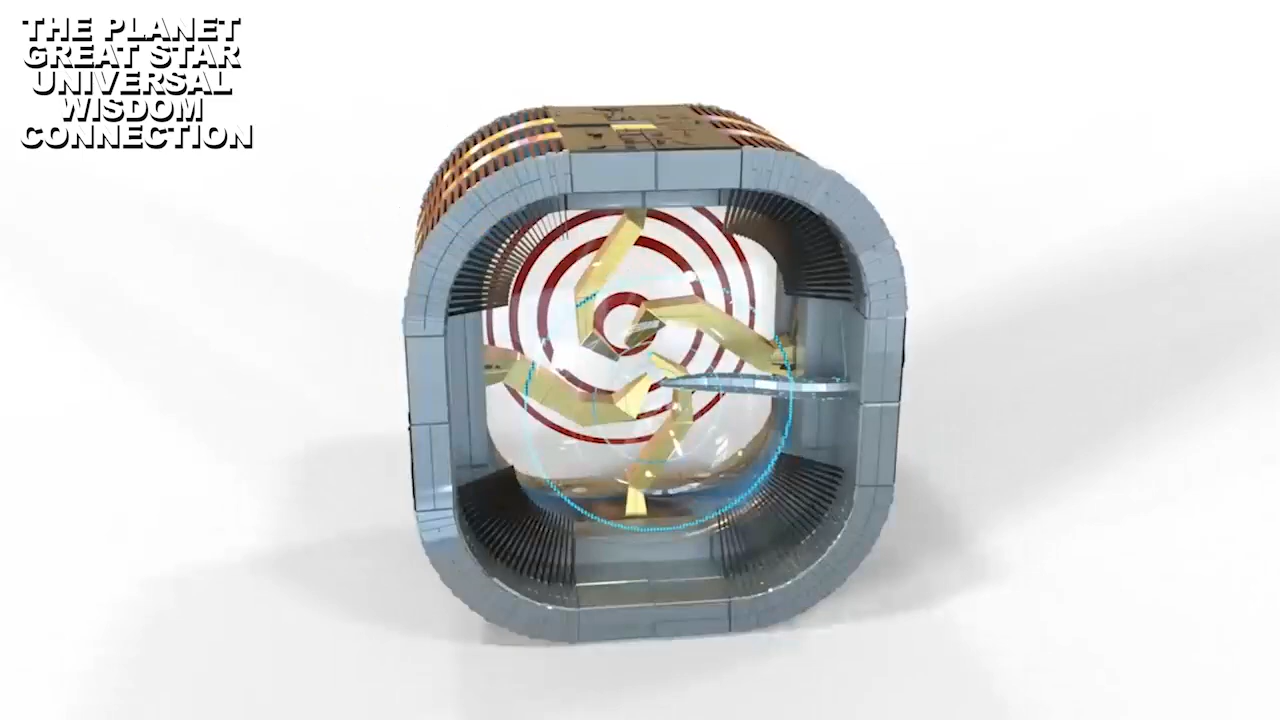 THE PLANET
GREAT STAR
UNIVERSAL
WISDOM
CONNECTION